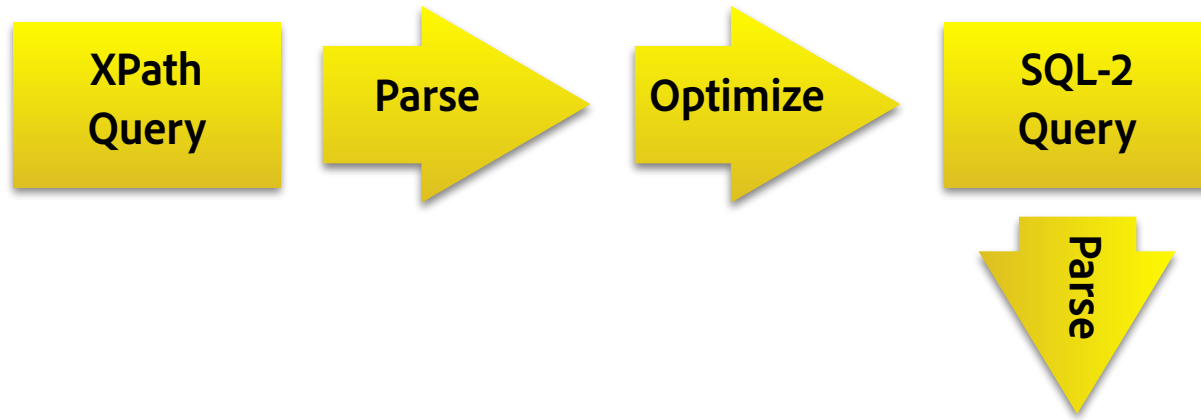 XPath
Query
Parse
Optimize
SQL-2
Query
Parse